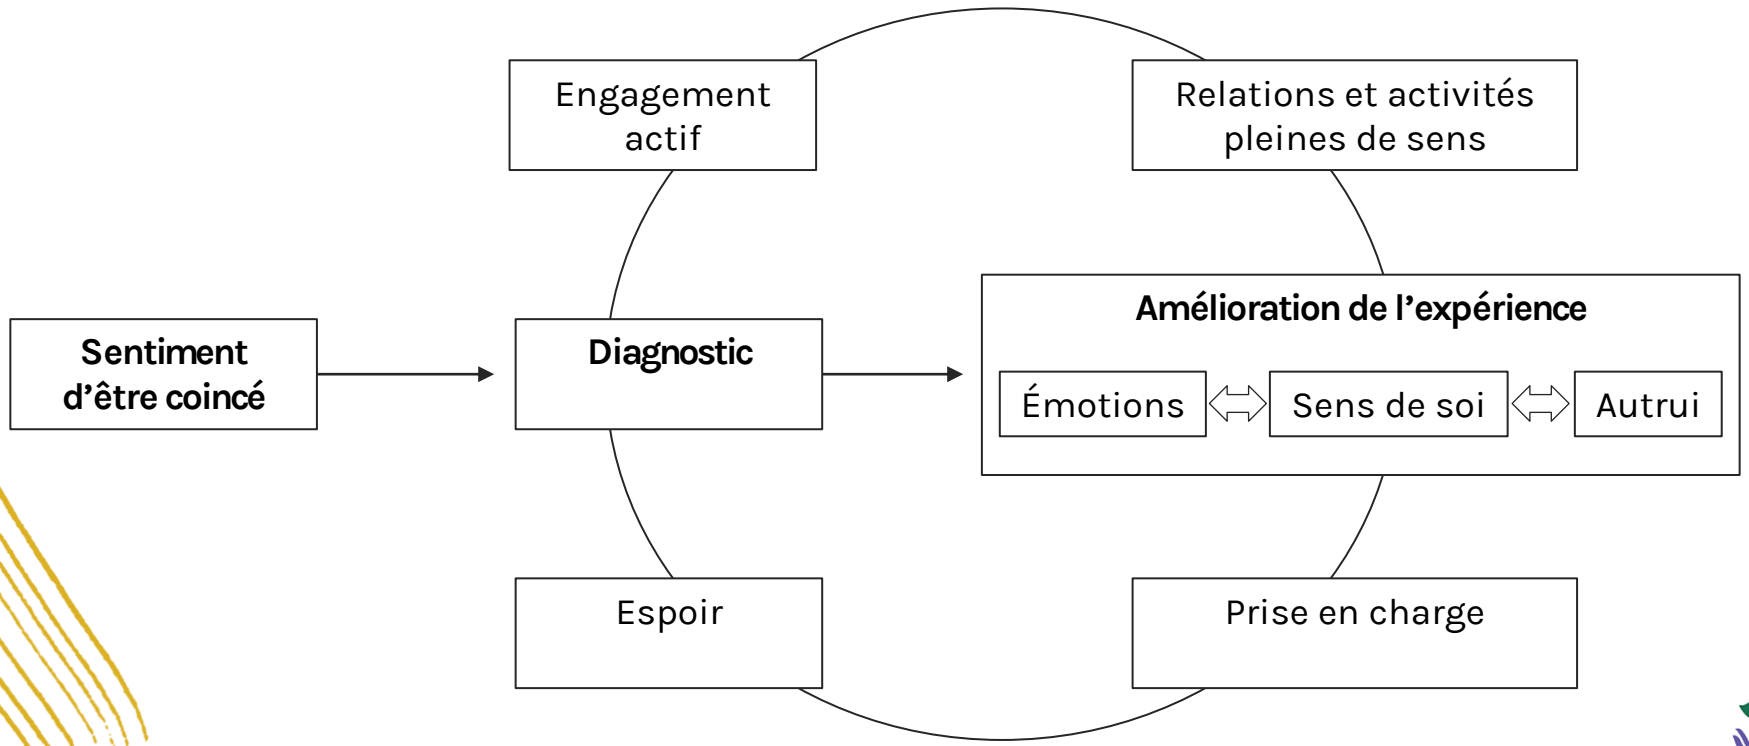 Engagement
actif
Relations et activités
pleines de sens
Sentiment
d’être coincé
Diagnostic
Amélioration de l’expérience
Émotions
Sens de soi
Autrui
Espoir
Prise en charge